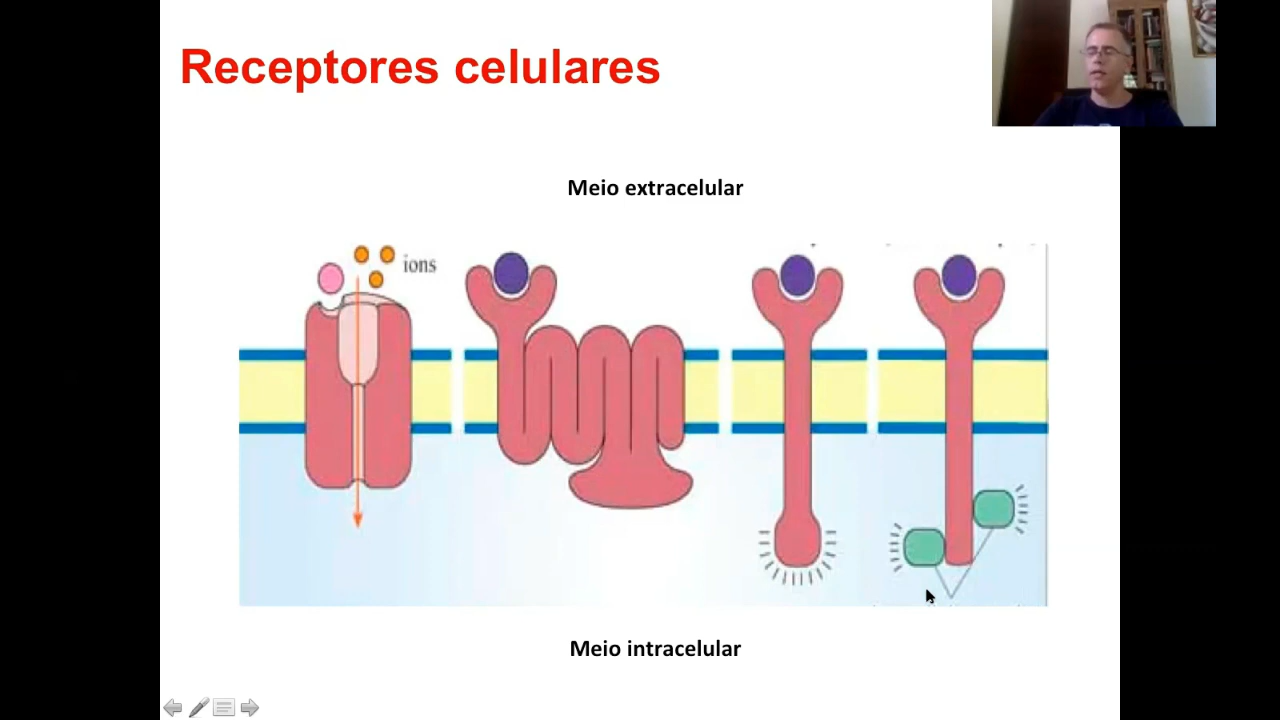 Receptores celulares
Meio extracelular
ions
Meio intracelular